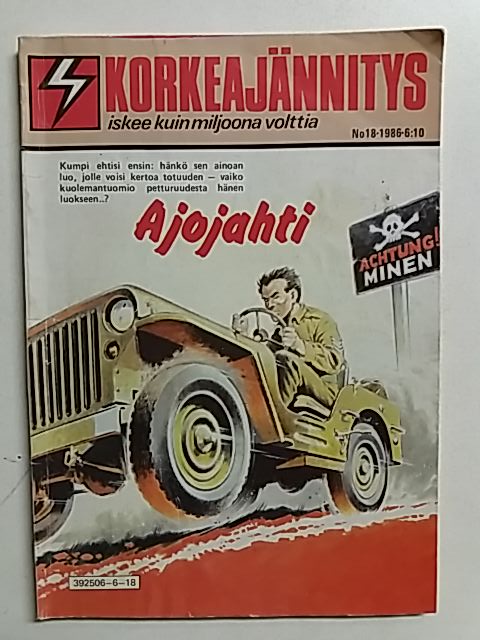 KORKEAJÄNNITYS
iskee kuin miljoona volttia
No18-1986-6:10
Kumpi ehtisi ensin: hänkö sen ainoan
luo, jolle voisi kertoa totuuden – vaiko
kuolemantuomio petturuudesta hänen
luokseen..?
Ajojahti
ACHTUNG!
MINEN
392506–6–18